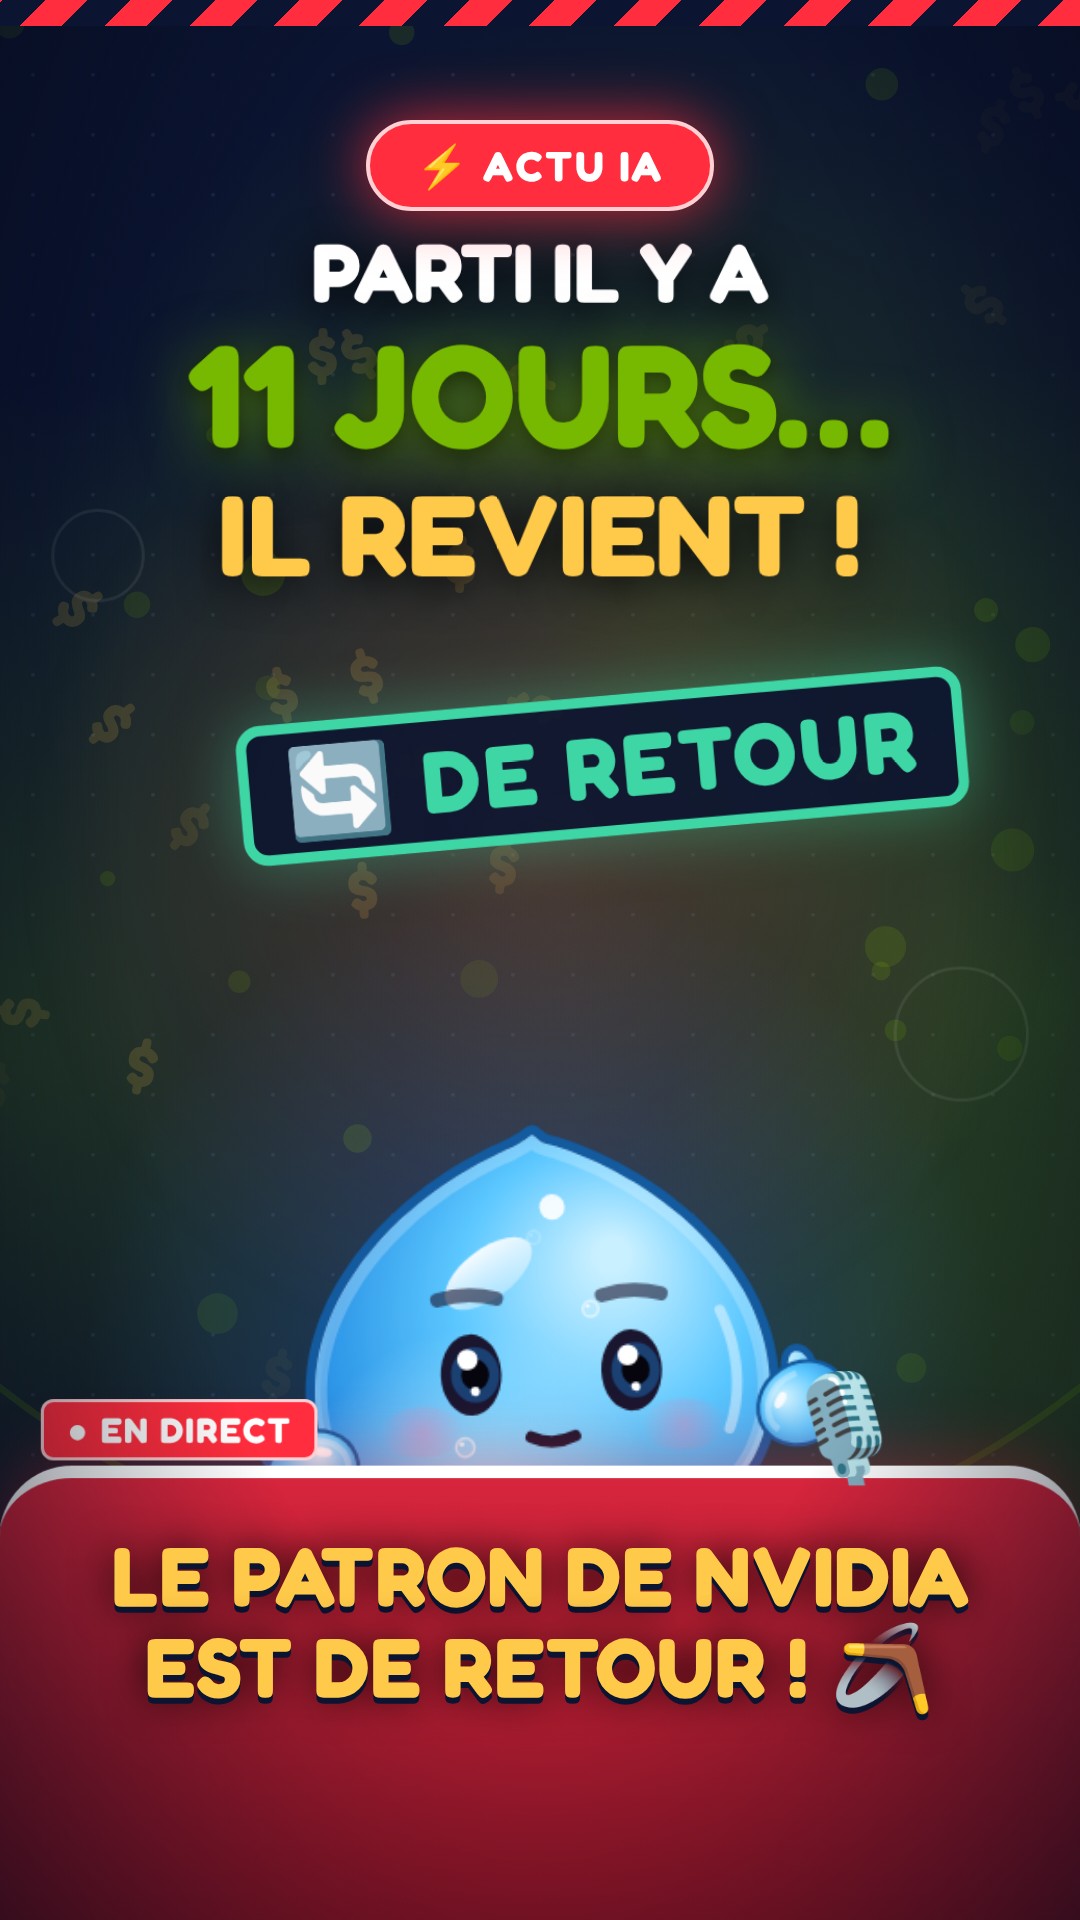 ⚡ ACTU IA
PARTI IL Y A
11 JOURS...
IL REVIENT !
🔄 DE RETOUR
• EN DIRECT
LE PATRON DE NVIDIA
EST DE RETOUR ! 🪃